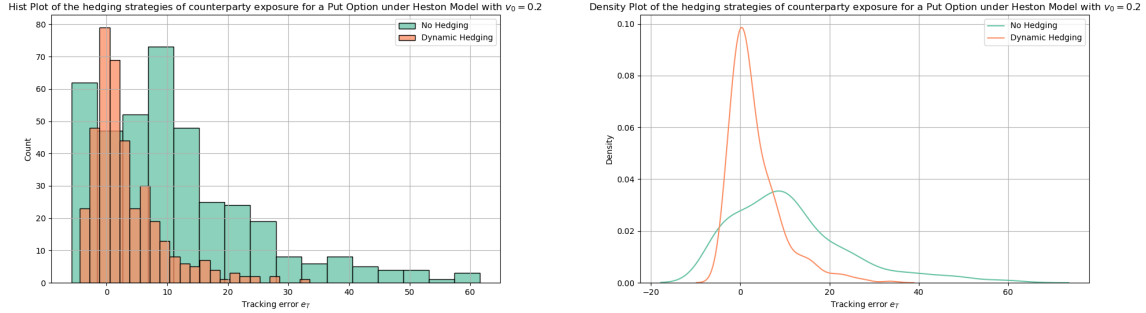 Hist Plot of the hedging strategies of counterparty exposure for a Put Option under Heston Model with v₀ = 0.2
No Hedging
Dynamic Hedging
Count
80
70
60
50
40
30
20
10
0
0 10 20 30 40 50 60
Tracking error e_T
Density Plot of the hedging strategies of counterparty exposure for a Put Option under Heston Model with v₀ = 0.2
No Hedging
Dynamic Hedging
Density
0.10
0.08
0.06
0.04
0.02
0.00
−20 0 20 40 60
Tracking error e_T